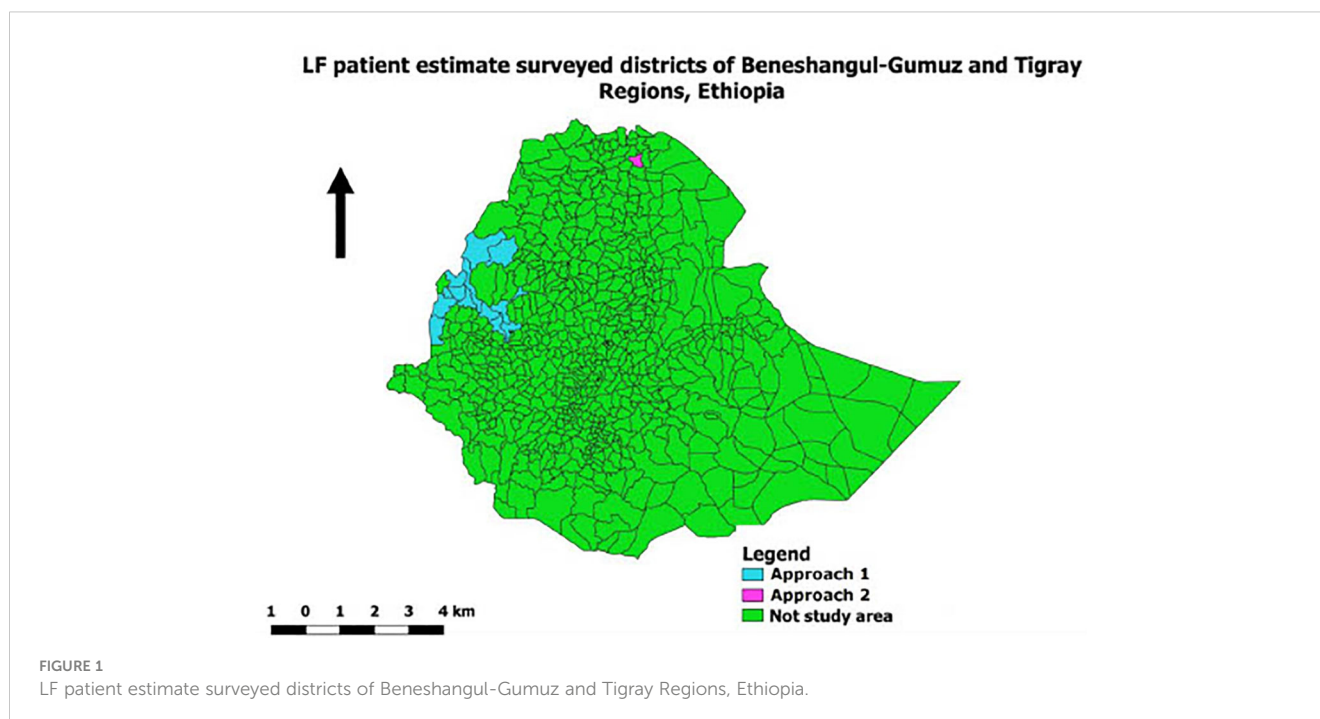 LF patient estimate surveyed districts of Beneshangul-Gumuz and Tigray
Regions, Ethiopia
Legend
Approach 1
Approach 2
Not study area
1 0 1 2 3 4 km
FIGURE 1
LF patient estimate surveyed districts of Beneshangul-Gumuz and Tigray Regions, Ethiopia.